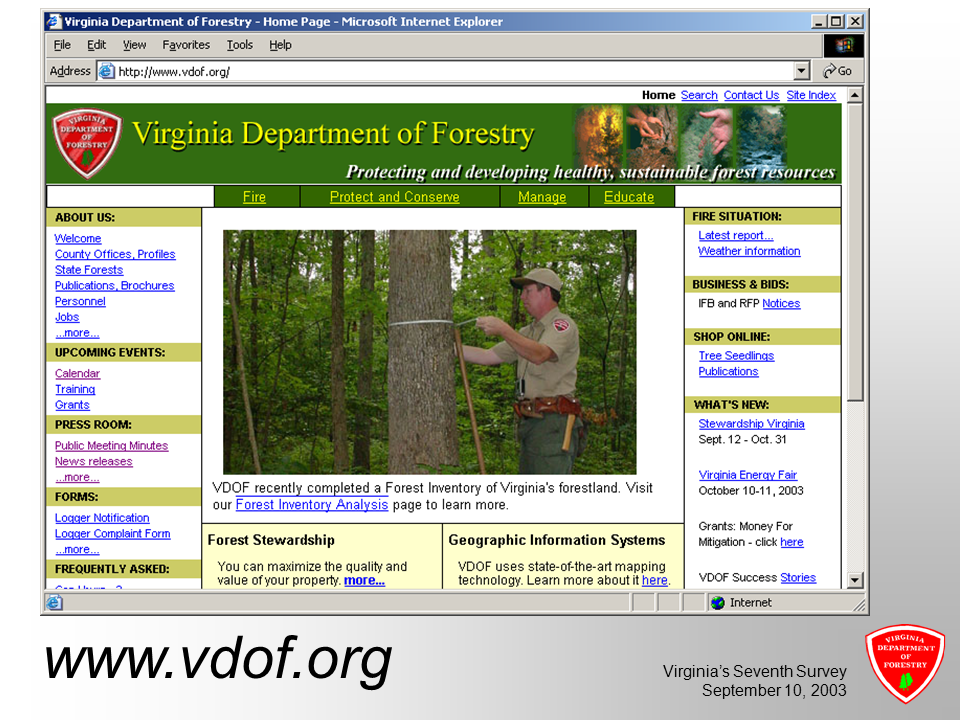 Virginia Department of Forestry - Home Page - Microsoft Internet Explorer
File Edit View Favorites Tools Help
Address http://www.vdof.org/ Go
Home Search Contact Us Site Index
VIRGINIA
DEPARTMENT
OF
FORESTRY
Virginia Department of Forestry
Protecting and developing healthy, sustainable forest resources
Fire Protect and Conserve Manage Educate
ABOUT US:
Welcome
County Offices, Profiles
State Forests
Publications, Brochures
Personnel
Jobs
...more...
UPCOMING EVENTS:
Calendar
Training
Grants
PRESS ROOM:
Public Meeting Minutes
News releases
...more...
FORMS:
Logger Notification
Logger Complaint Form
...more...
FREQUENTLY ASKED:
VDOF recently completed a Forest Inventory of Virginia's forestland. Visit
our Forest Inventory Analysis page to learn more.
Forest Stewardship
You can maximize the quality and
value of your property. more...
Geographic Information Systems
VDOF uses state-of-the-art mapping
technology. Learn more about it here.
FIRE SITUATION:
Latest report...
Weather information
BUSINESS & BIDS:
IFB and RFP Notices
SHOP ONLINE:
Tree Seedlings
Publications
WHAT'S NEW:
Stewardship Virginia
Sept. 12 - Oct. 31
Virginia Energy Fair
October 10-11, 2003
Grants: Money For
Mitigation - click here
VDOF Success Stories
Internet
www.vdof.org
Virginia's Seventh Survey
September 10, 2003
VIRGINIA
DEPARTMENT
OF
FORESTRY